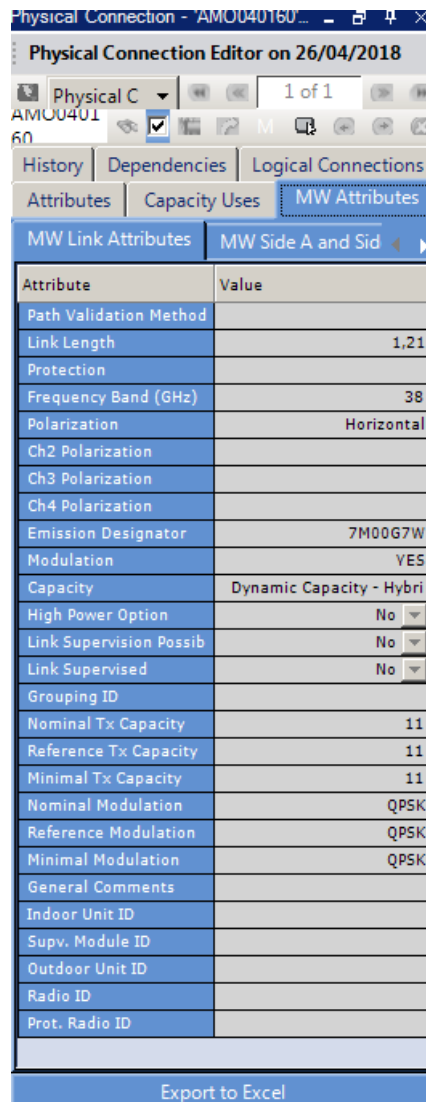 Physical Connection - 'AMO040160'...
Physical Connection Editor on 26/04/2018
Physical C 1 of 1
AMO0401
60 M
History Dependencies Logical Connections
Attributes Capacity Uses MW Attributes
MW Link Attributes MW Side A and Sid
Attribute Value
Path Validation Method
Link Length 1,21
Protection
Frequency Band (GHz) 38
Polarization Horizontal
Ch2 Polarization
Ch3 Polarization
Ch4 Polarization
Emission Designator 7M00G7W
Modulation YES
Capacity Dynamic Capacity - Hybri
High Power Option No
Link Supervision Possib No
Link Supervised No
Grouping ID
Nominal Tx Capacity 11
Reference Tx Capacity 11
Minimal Tx Capacity 11
Nominal Modulation QPSK
Reference Modulation QPSK
Minimal Modulation QPSK
General Comments
Indoor Unit ID
Supv. Module ID
Outdoor Unit ID
Radio ID
Prot. Radio ID
Export to Excel